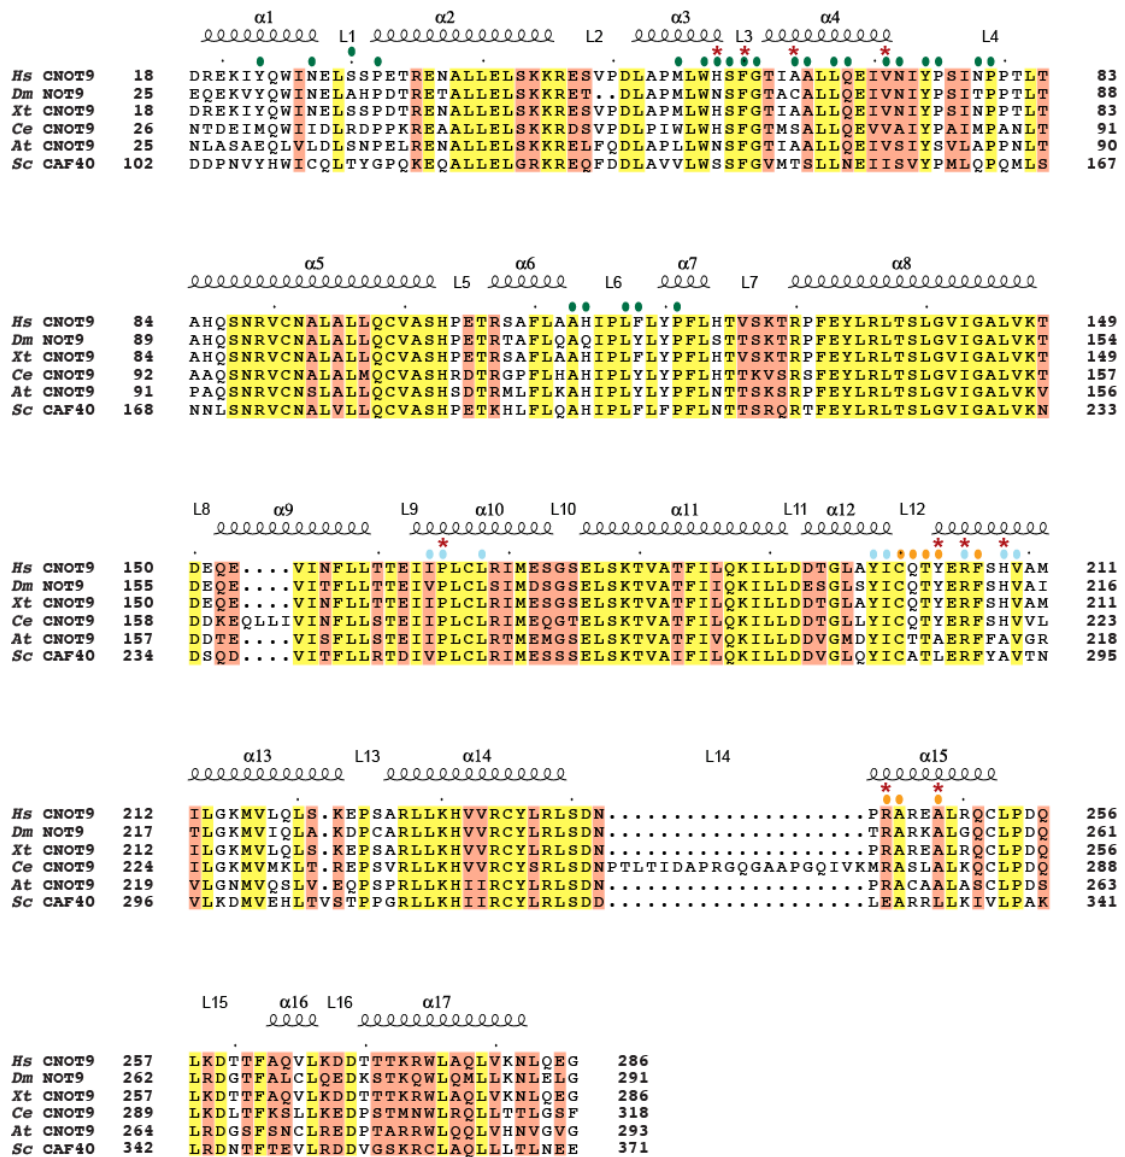 α1 L1 α2 L2 α3 L3 α4 L4
* * * *
Hs CNOT9 18 DREKIYQWINELSSPETRENALLELSKKRESVPDLAPMLWHSFGTIAALLQEIVNIYPSINPPTLT 83
Dm NOT9 25 EQEKVYQWINELAHPDTRETALLELSKKRET..DLAPMLWNSFGTACALLQEIVNIYPSITPPTLT 88
Xt CNOT9 18 DREKIYQWINELSSPETRENALLELSKKRESVPDLAPMLWHSFGTIAALLQEIVNIYPSINPPTLT 83
Ce CNOT9 26 NTDEIMQWIIDLRDPPKREAALLELSKKRDSVPDLPIWLWHSFGTMSALLQEVVAIYPAIMPANLT 91
At CNOT9 25 NLASAEQLVLDLSNPELRENALLELSKKRELFQDLAPLLWNSFGTIAALLQEIVSIYSVLAPPNLT 90
Sc CAF40 102 DDPNVYHWICQLTYGPQKEQALLELGRKREQFDDLAVVLWSSFGVMTSLLNEIISVYPMLQPQMLS 167
α5 L5 α6 L6 α7 L7 α8
Hs CNOT9 84 AHQSNRVCNALALLQCVASHPETRSAFLAAHIPLFLYPFLHTVSKTRPFEYLRLTSLGVIGALVKT 149
Dm NOT9 89 AHQSNRVCNALALLQCVASHPETRTAFLQAQIPLYLYPFLSTTSKTRPFEYLRLTSLGVIGALVKT 154
Xt CNOT9 84 AHQSNRVCNALALLQCVASHPETRSAFLAAHIPLFLYPFLHTVSKTRPFEYLRLTSLGVIGALVKT 149
Ce CNOT9 92 AAQSNRVCNALALMQCVASHRDTRGPFLHAHIPLYLYPFLHTTKVSRSFEYLRLTSLGVIGALVKT 157
At CNOT9 91 PAQSNRVCNSLALLQCVASHSDTRMLFLKAHIPLYLYPFLNTTSKSRPFEYLRLTSLGVIGALVKV 156
Sc CAF40 168 NNLSNRVCNALVLLQCVASHPETKHLFLQAHIPLFLFPFLNTTSRQRTFEYLRLTSLGVIGALVKN 233
L8 α9 L9 α10 L10 α11 L11 α12 L12
* * * *
Hs CNOT9 150 DEQE....VINFLLTTEIIPLCLRIMESGSELSKTVATFILQKILLDDTGLAYICQTYERFSHVAM 211
Dm NOT9 155 DEQE....VINFLLTTEIVPLCLSIMDSGSELSKTVATFILQKILLDESGLSYICQTYERFSHVAI 216
Xt CNOT9 150 DEQE....VINFLLTTEIIPLCLRIMESGSELSKTVATFILQKILLDDTGLAYICQTYERFSHVAM 211
Ce CNOT9 158 DDKEQLLIVINFLLSTEIIPLCLRIMEQGTELSKTVATFILQKILLDDTGLLYICQTYERFSHVVL 223
At CNOT9 157 DDTE....VISFLLSTEIIPLCLRTMEMGSELSKTVATFIVQKILLDDVGMDYICTTAERFFAVGR 218
Sc CAF40 234 DSQD....VITFLLRTDIVPLCLRIMESSSELSKTVAIFILQKILLDDVGLQYICATLERFYAVTN 295
α13 L13 α14 L14 α15
* *
Hs CNOT9 212 ILGKMVLQLS.KEPSARLLKHVVRCYLRLSDN....................PRAREALRQCLPDQ 256
Dm NOT9 217 TLGKMVIQLA.KDPCARLLKHVVRCYLRLSDN....................TRARKALGQCLPDQ 261
Xt CNOT9 212 ILGKMVLQLS.KEPSARLLKHVVRCYLRLSDN....................PRAREALRQCLPDQ 256
Ce CNOT9 224 ILGKMVMKLT.REPSVRLLKHVVRCYSRLSDNPTLTIDAPRGQGAAPGQIVKMRASLALKQCLPDQ 288
At CNOT9 219 VLGNMVQSLV.EQPSPRLLKHIIRCYLRLSDN....................PRACAALASCLPDS 263
Sc CAF40 296 VLKDMVEHLTVSTPPGRLLKHIIRCYLRLSDD....................LEARRLLKIVLPAK 341
L15 α16 L16 α17
Hs CNOT9 257 LKDTTFAQVLKDDTTTKRWLAQLVKNLQEG 286
Dm NOT9 262 LRDGTFALCLQEDKSTKQWLQMLLKNLELG 291
Xt CNOT9 257 LKDTTFAQVLKDDTTTKRWLAQLVKNLQEG 286
Ce CNOT9 289 LKDLTFKSLLKEDPSTMNWLRQLLTTLGSF 318
At CNOT9 264 LRDGSFSNCLREDPTARRWLQQLVHNVGVG 293
Sc CAF40 342 LRDNTFTEVLRDDVGSKRCLAQLLLTLNEE 371